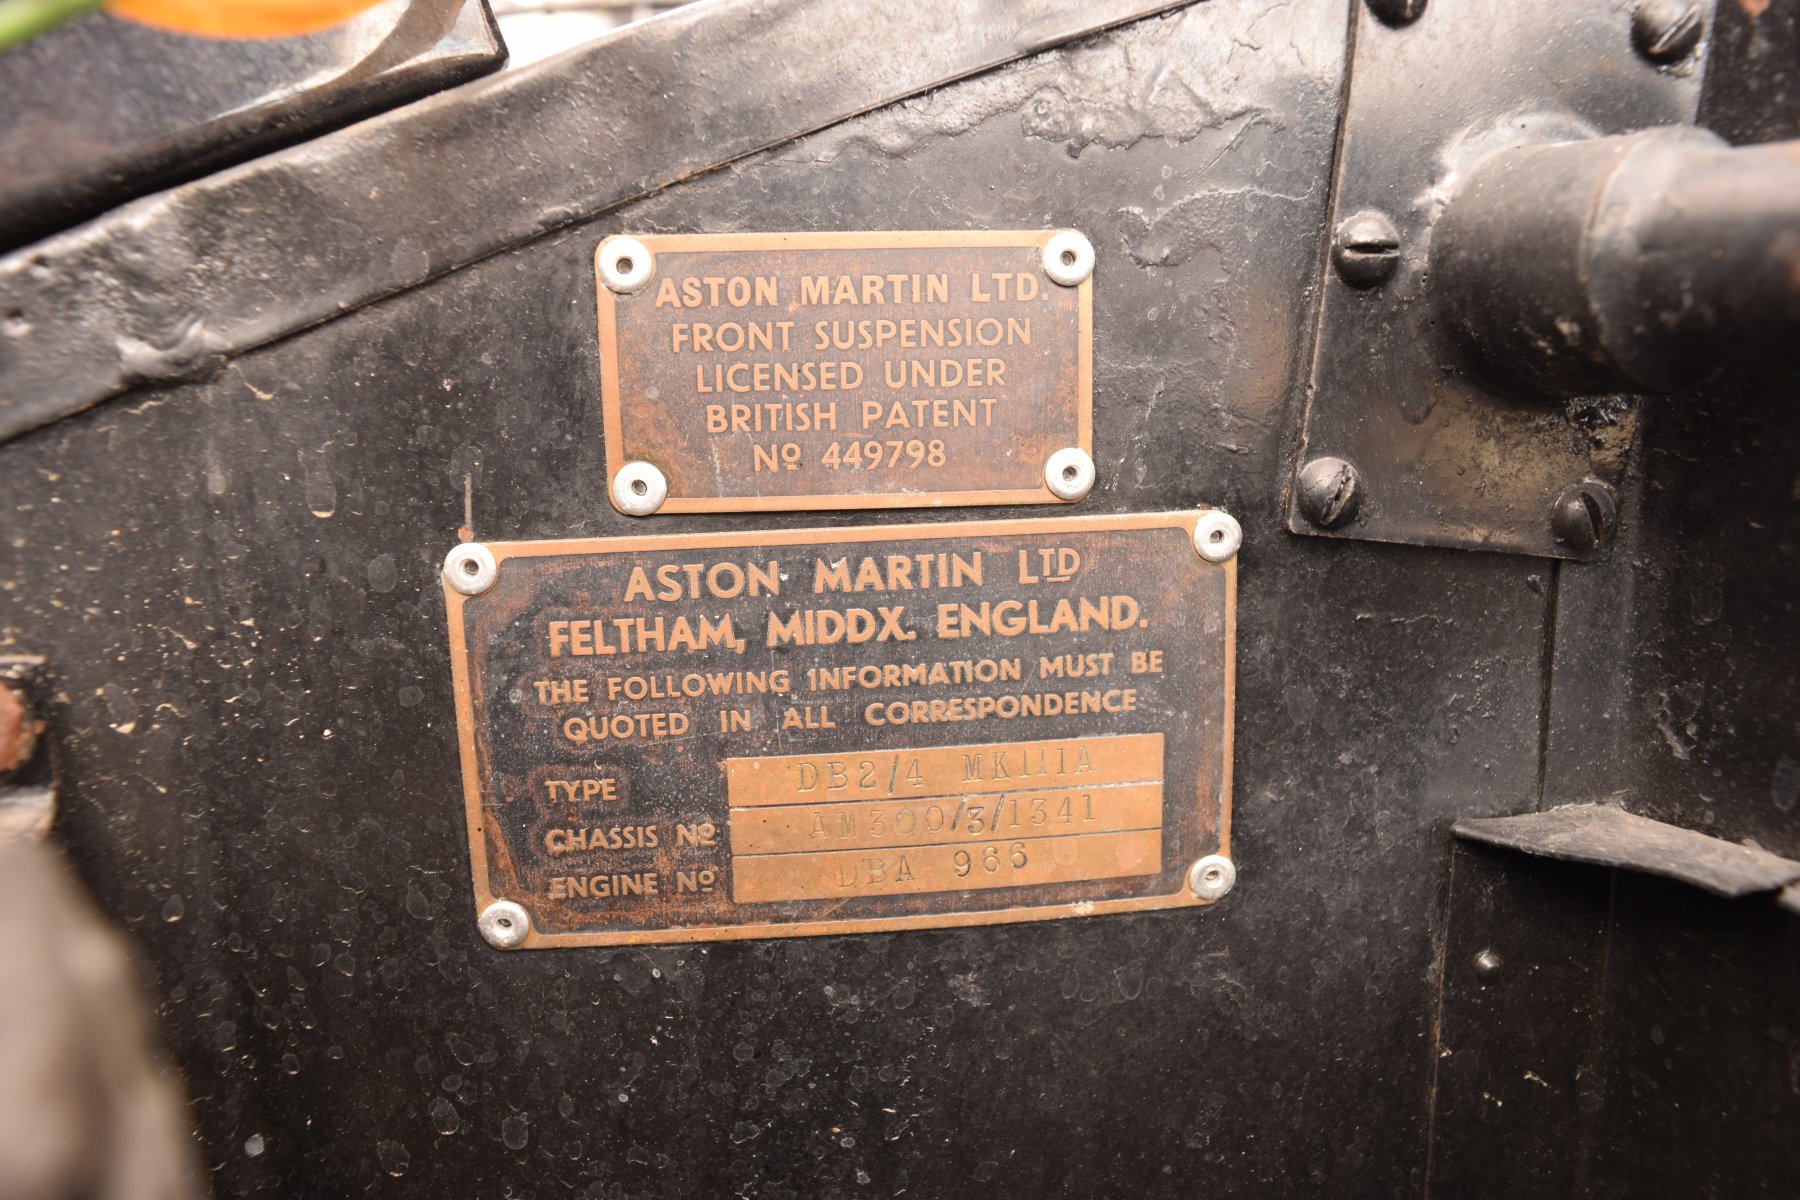 ASTON MARTIN LTD.
FRONT SUSPENSION
LICENSED UNDER
BRITISH PATENT
Nº 449798
ASTON MARTIN LTD
FELTHAM, MIDDX. ENGLAND.
THE FOLLOWING INFORMATION MUST BE
QUOTED IN ALL CORRESPONDENCE
TYPE DB2/4 MK111A
CHASSIS Nº AM300/3/1341
ENGINE Nº DBA 966